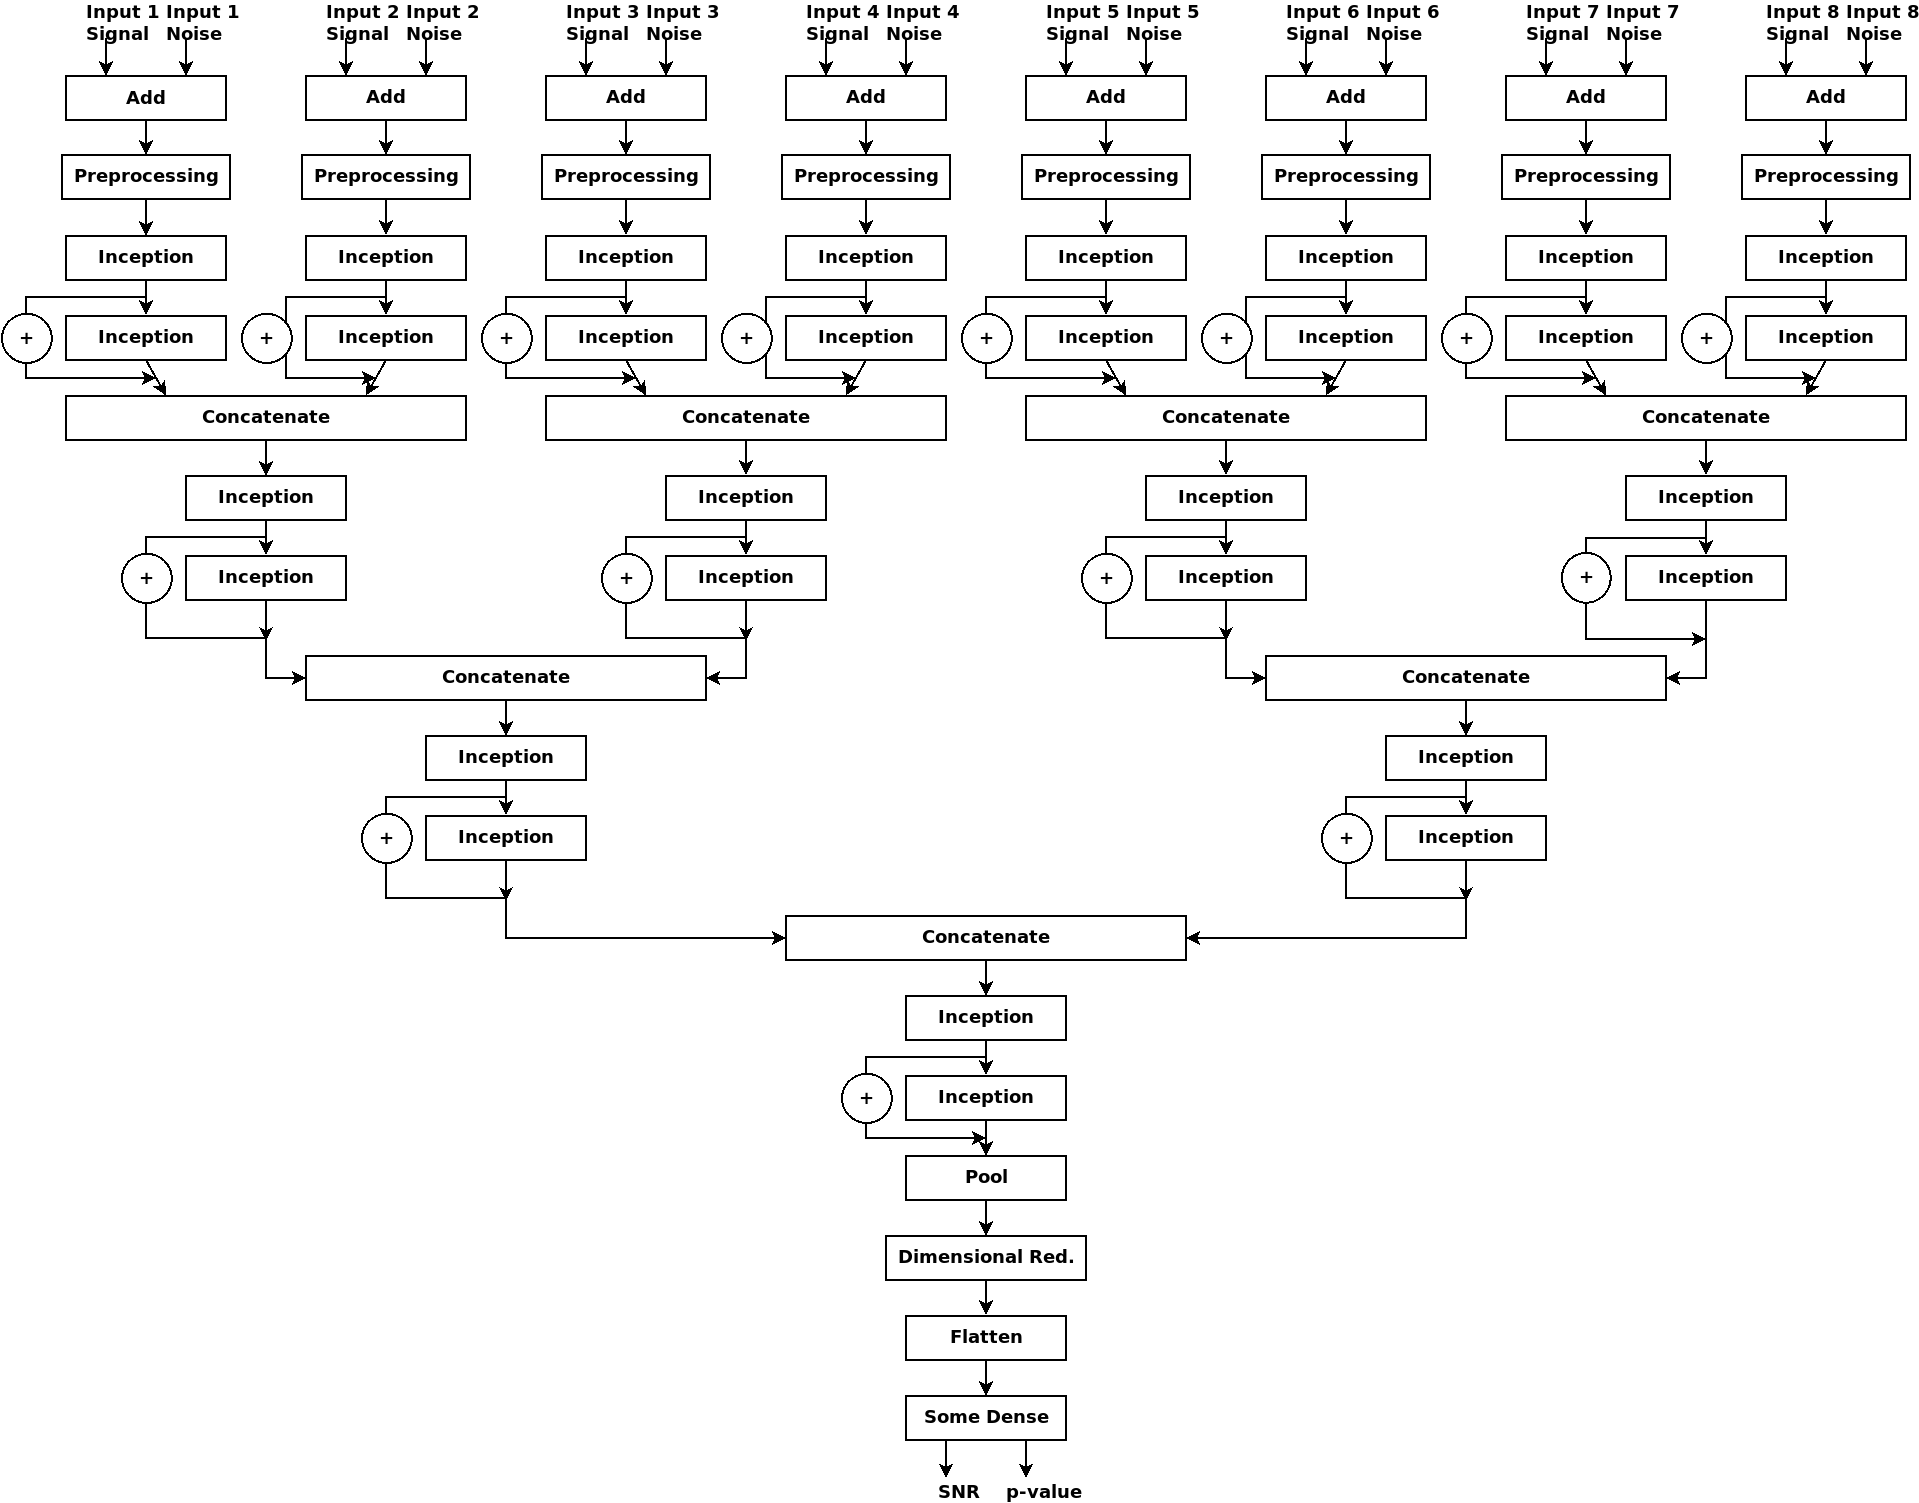 Input 1 Input 1 Input 2 Input 2 Input 3 Input 3 Input 4 Input 4 Input 5 Input 5 Input 6 Input 6 Input 7 Input 7 Input 8 Input 8
Signal Noise Signal Noise Signal Noise Signal Noise Signal Noise Signal Noise Signal Noise Signal Noise
Add Add Add Add Add Add Add Add
Preprocessing Preprocessing Preprocessing Preprocessing Preprocessing Preprocessing Preprocessing Preprocessing
Inception Inception Inception Inception Inception Inception Inception Inception
+ Inception + Inception + Inception + Inception + Inception + Inception + Inception + Inception
Concatenate Concatenate Concatenate Concatenate
Inception Inception Inception Inception
+ Inception + Inception + Inception + Inception
Concatenate Concatenate
Inception Inception
+ Inception + Inception
Concatenate
Inception
+ Inception
Pool
Dimensional Red.
Flatten
Some Dense
SNR p-value